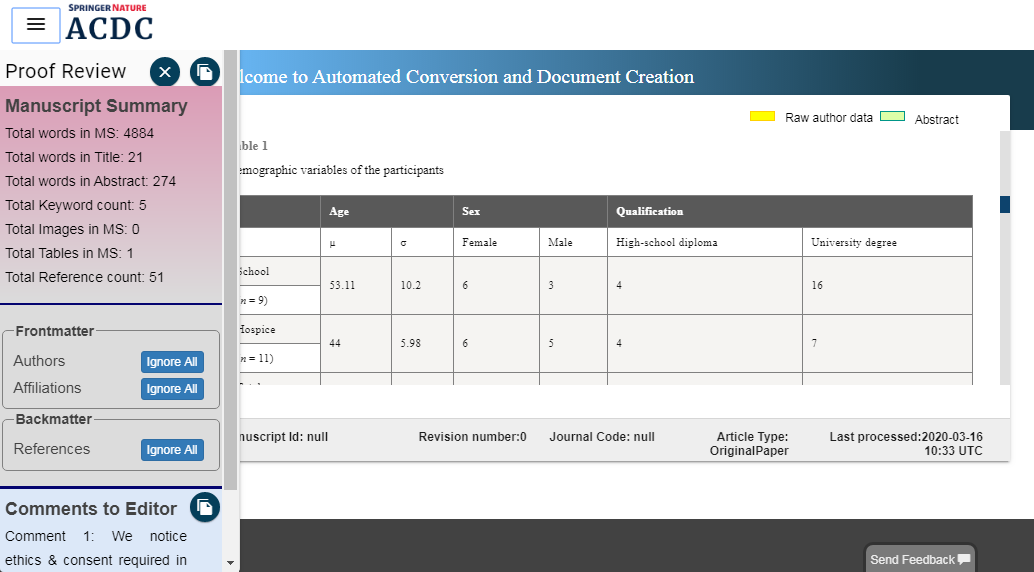 SPRINGER NATURE
ACDC
Proof Review
lcome to Automated Conversion and Document Creation
Manuscript Summary
Total words in MS: 4884
Total words in Title: 21
Total words in Abstract: 274
Total Keyword count: 5
Total Images in MS: 0
Total Tables in MS: 1
Total Reference count: 51
Frontmatter
Authors Ignore All
Affiliations Ignore All
Backmatter
References Ignore All
Comments to Editor
Comment 1: We notice
ethics & consent required in
Raw author data Abstract
ble 1
emographic variables of the participants
Age Sex Qualification
μ σ Female Male High-school diploma University degree
School
53.11 10.2 6 3 4 16
n = 9)
Hospice
44 5.98 6 5 4 7
n = 11)
nuscript Id: null Revision number:0 Journal Code: null Article Type: OriginalPaper Last processed:2020-03-16 10:33 UTC
Send Feedback